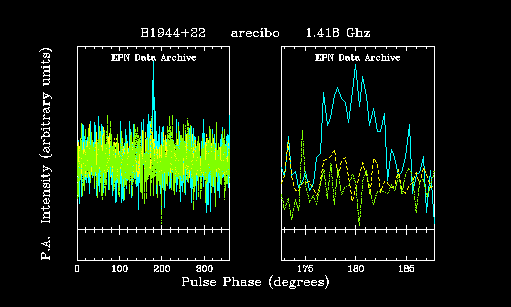 B1944+22 arecibo 1.418 Ghz
EPN Data Archive EPN Data Archive
P.A. Intensity (arbitrary units)
0 100 200 300 175 180 185
Pulse Phase (degrees)